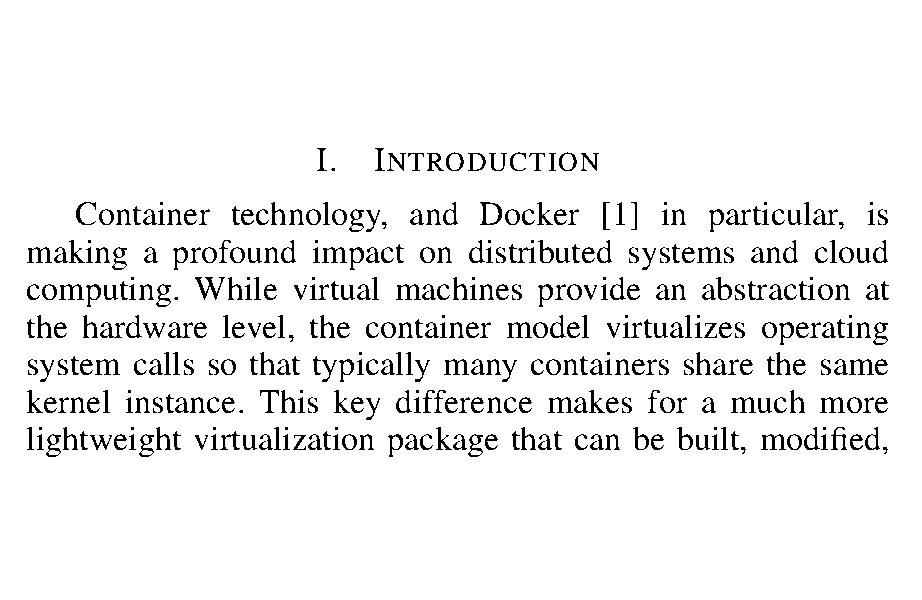 I. INTRODUCTION
Container technology, and Docker [1] in particular, is
making a profound impact on distributed systems and cloud
computing. While virtual machines provide an abstraction at
the hardware level, the container model virtualizes operating
system calls so that typically many containers share the same
kernel instance. This key difference makes for a much more
lightweight virtualization package that can be built, modified,